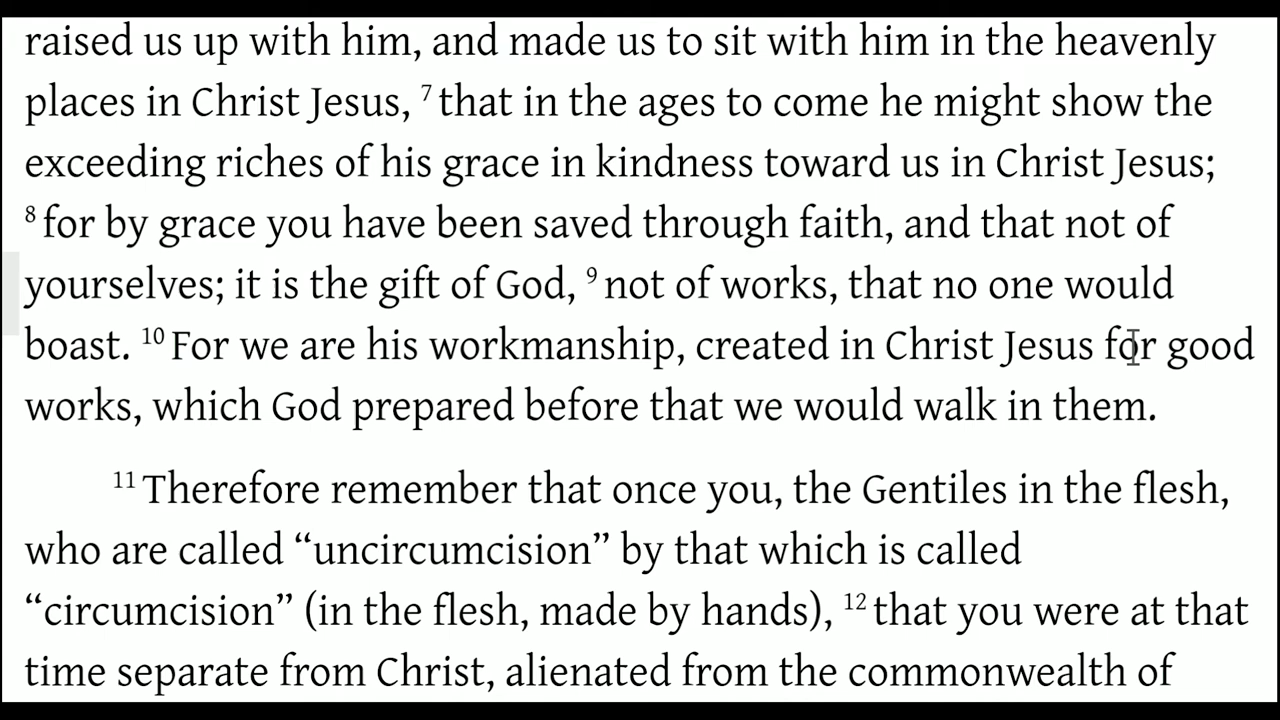 raised us up with him, and made us to sit with him in the heavenly
places in Christ Jesus, 7 that in the ages to come he might show the
exceeding riches of his grace in kindness toward us in Christ Jesus;
8 for by grace you have been saved through faith, and that not of
yourselves; it is the gift of God, 9 not of works, that no one would
boast. 10 For we are his workmanship, created in Christ Jesus for good
works, which God prepared before that we would walk in them.
11 Therefore remember that once you, the Gentiles in the flesh,
who are called “uncircumcision” by that which is called
“circumcision” (in the flesh, made by hands), 12 that you were at that
time separate from Christ, alienated from the commonwealth of